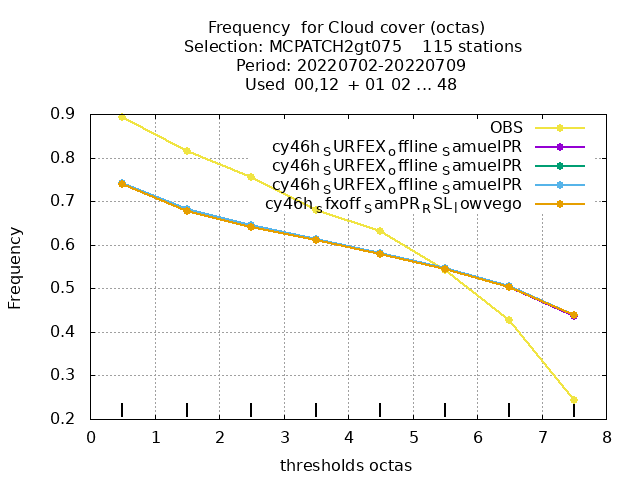 Frequency  for Cloud cover (octas)
Selection: MCPATCH2gt075    115 stations
Period: 20220702-20220709
Used  00,12  + 01 02 ... 48
0.9
0.8
0.7
0.6
0.5
0.4
0.3
0.2
Frequency
OBS
cy46h_SURFEX_offline_SamuelPR
cy46h_SURFEX_offline_SamuelPR
cy46h_SURFEX_offline_SamuelPR
cy46h_sfxoff_SamPR_RSL_lowvego
0 1 2 3 4 5 6 7 8
thresholds octas